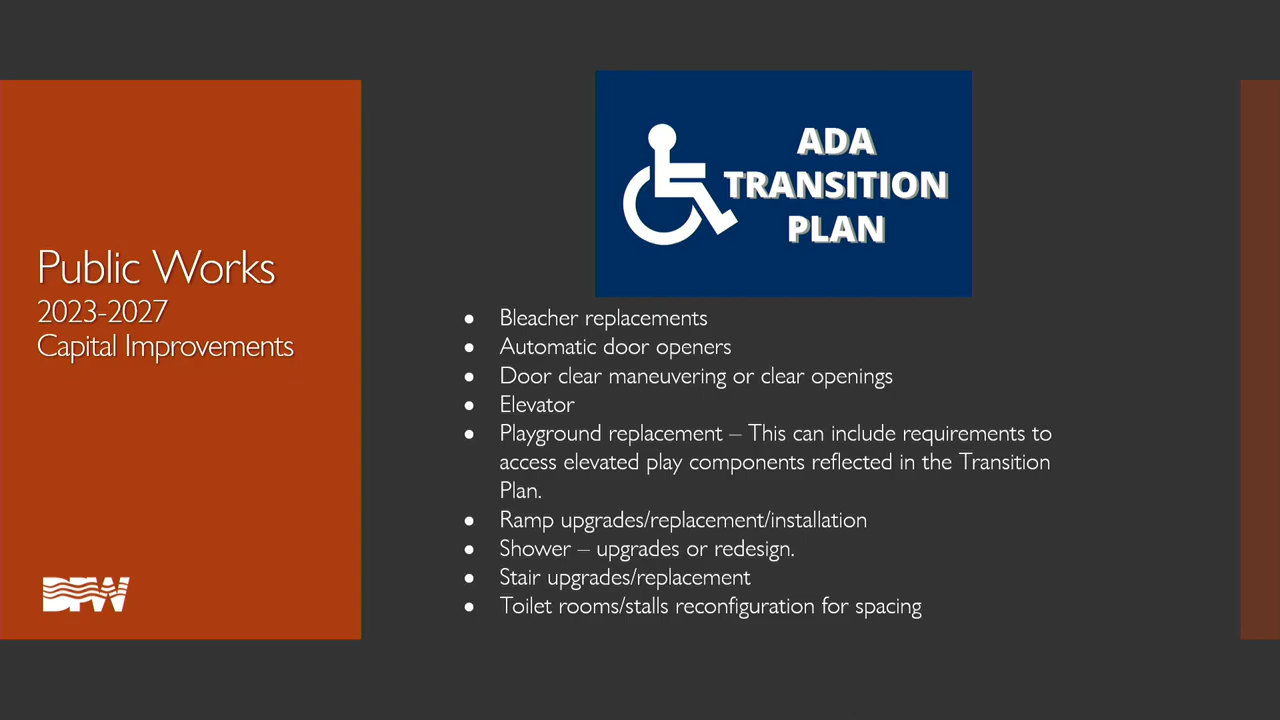 Public Works
2023-2027
Capital Improvements
DPW
ADA
TRANSITION
PLAN
● Bleacher replacements
● Automatic door openers
● Door clear maneuvering or clear openings
● Elevator
● Playground replacement – This can include requirements to
access elevated play components reflected in the Transition
Plan.
● Ramp upgrades/replacement/installation
● Shower – upgrades or redesign.
● Stair upgrades/replacement
● Toilet rooms/stalls reconfiguration for spacing